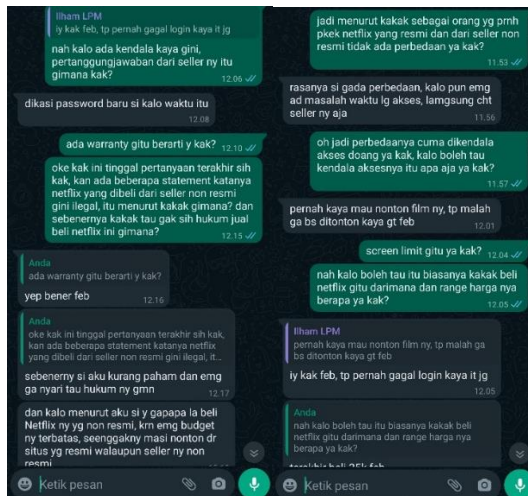 Ilham LPM
iy kak feb, tp pernah gagal login kaya it jg
nah kalo ada kendala kaya gini,
pertanggungjawaban dari seller ny itu
gimana kak?
12.06
dikasi password baru si kalo waktu itu
12.08
ada warranty gitu berarti y kak?
12.10
oke kak ini tinggal pertanyaan terakhir sih
kak, kan ada beberapa statement katanya
netflix yang dibeli dari seller non resmi
gini ilegal, itu menurut kakak gimana? dan
sebenernya kakak tau gak sih hukum jual
beli netflix ini gimana?
12.15
Anda
ada warranty gitu berarti y kak?
yep bener feb
12.16
Anda
oke kak ini tinggal pertanyaan terakhir sih kak,
kan ada beberapa statement katanya netflix
yang dibeli dari seller non resmi gini ilegal, it...
sebenerny si aku kurang paham dan emg
ga nyari tau hukum ny gmn
12.17
dan kalo menurut aku si y gapapa la beli
Netflix ny yg non resmi, krn emg budget
ny terbatas, seenggakny masi nonton dr
situs yg resmi walaupun seller ny non
resmi
Ketik pesan
jadi menurut kakak sebagai orang yg prnh
pkek netflix yang resmi dan dari seller non
resmi tidak ada perbedaan ya kak?
11.53
rasanya si gada perbedaan, kalo pun emg
ad masalah waktu lg akses, lamgsung cht
seller ny aja
11.56
oh jadi perbedaanya cuma dikendala
akses doang ya kak, kalo boleh tau
kendala aksesnya itu apa aja ya kak?
11.57
pernah kaya mau nonton film ny, tp malah
ga bs ditonton kaya gt feb
12.01
screen limit gitu ya kak?
12.04
nah kalo boleh tau itu biasanya kakak beli
netflix gitu darimana dan range harga nya
berapa ya kak?
12.05
Ilham LPM
pernah kaya mau nonton film ny, tp malah
ga bs ditonton kaya gt feb
iy kak feb, tp pernah gagal login kaya it jg
12.05
Anda
nah kalo boleh tau itu biasanya kakak beli
netflix gitu darimana dan range harga nya
berapa ya kak?
terakhir beli 25k feb
Ketik pesan